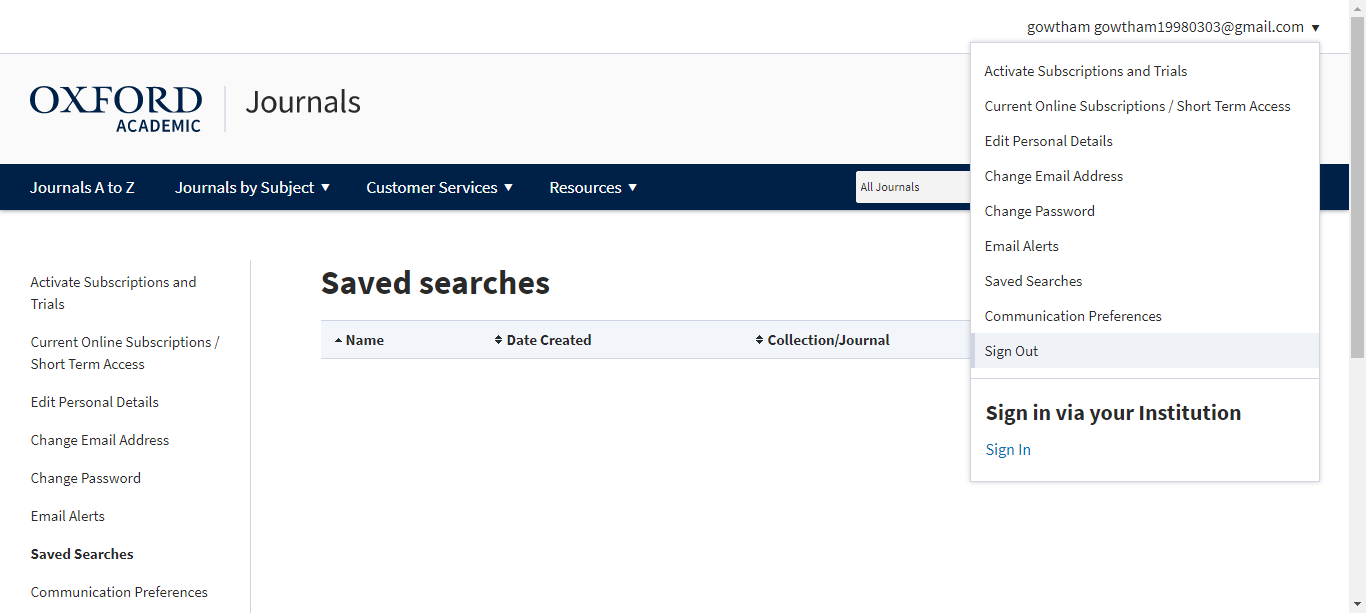 gowtham gowtham19980303@gmail.com
OXFORD
ACADEMIC
Journals
Journals A to Z
Journals by Subject
Customer Services
Resources
All Journals
Activate Subscriptions and Trials
Current Online Subscriptions / Short Term Access
Edit Personal Details
Change Email Address
Change Password
Email Alerts
Saved Searches
Communication Preferences
Sign Out
Sign in via your Institution
Sign In
Activate Subscriptions and
Trials
Current Online Subscriptions /
Short Term Access
Edit Personal Details
Change Email Address
Change Password
Email Alerts
Saved Searches
Communication Preferences
Saved searches
Name
Date Created
Collection/Journal